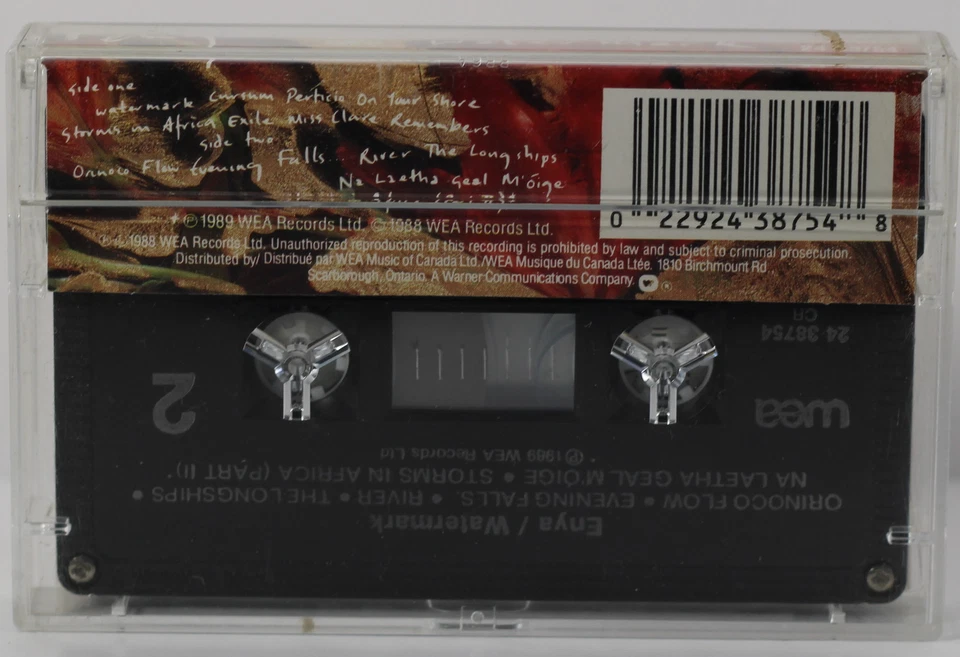 side one
watermark Cursum Perficio On Your Shore
Storms in Africa Exile Miss Clare Remembers
side two
Orinoco Flow Evening Falls... River The Longships
Na Laetha Geal M'óige
0 22924 38754 8
℗ 1989 WEA Records Ltd. © 1988 WEA Records Ltd.
1988 WEA Records Ltd. Unauthorized reproduction of this recording is prohibited by law and subject to criminal prosecution.
Distributed by/ Distribué par WEA Music of Canada Ltd./WEA Musique du Canada Ltée. 1810 Birchmount Rd.
Scarborough, Ontario. A Warner Communications Company.
Enya / Watermark
ORINOCO FLOW • EVENING FALLS.. • RIVER • THE LONGSHIPS •
NA LAETHA GEAL M'OIGE • STORMS IN AFRICA (PART II)*
*℗1989 WEA Records Ltd
wea
2
24 38754
CR